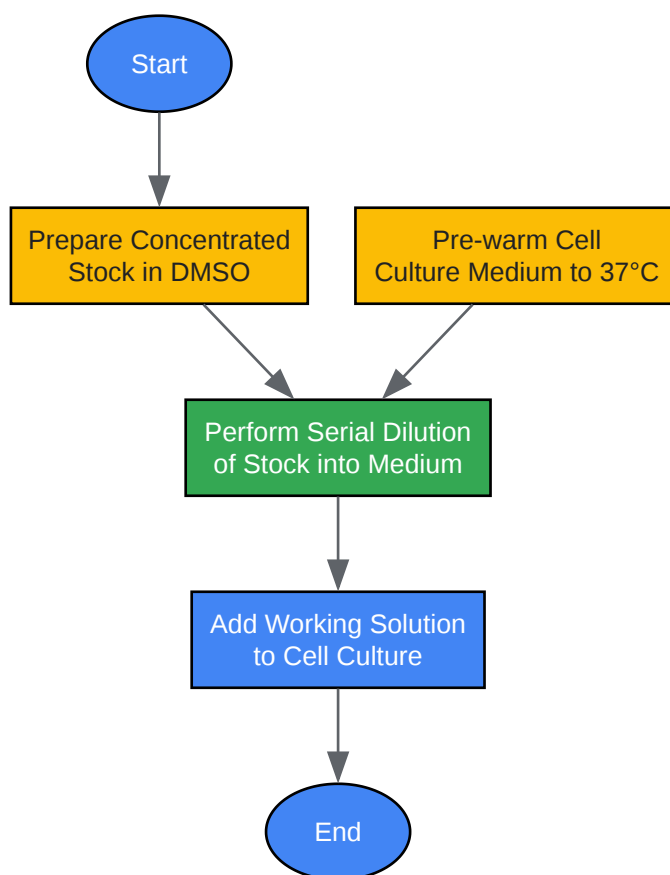 Start
Prepare Concentrated
Stock in DMSO
Pre-warm Cell
Culture Medium to 37°C
Perform Serial Dilution
of Stock into Medium
Add Working Solution
to Cell Culture
End